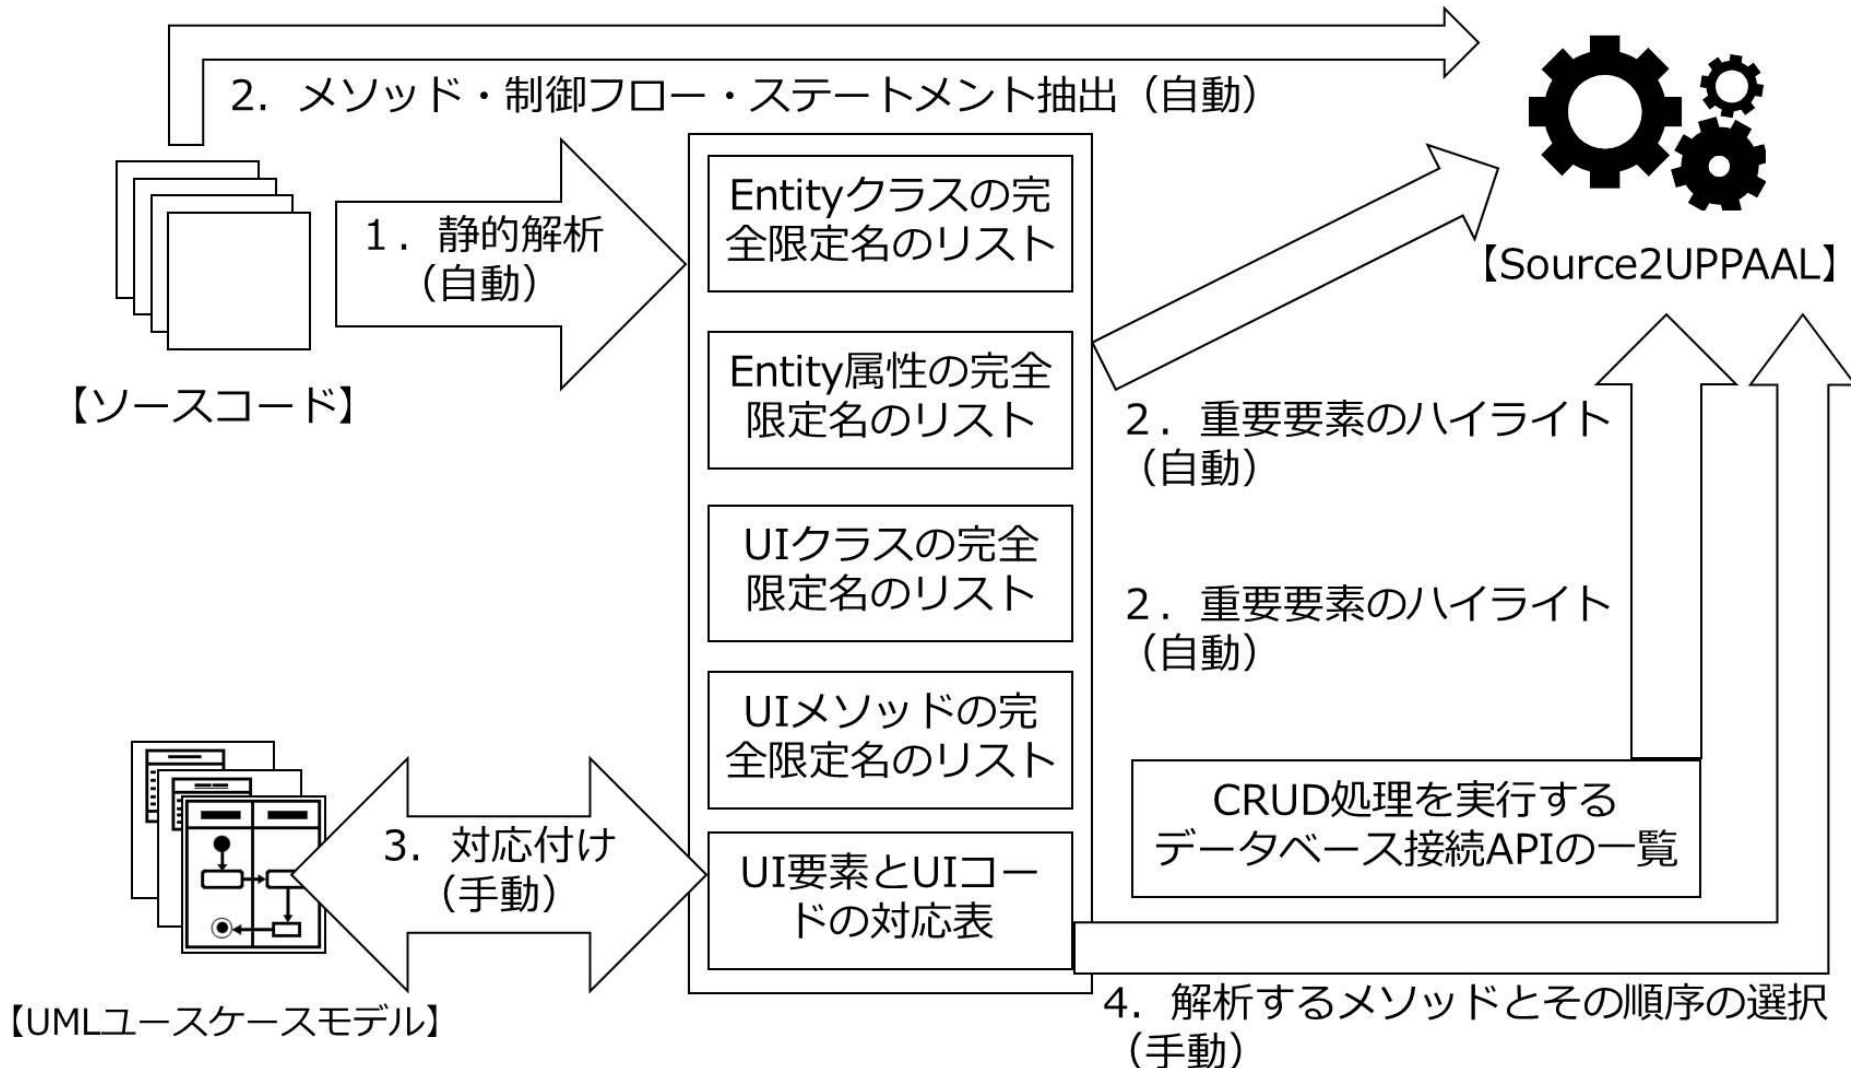 2. メソッド・制御フロー・ステートメント抽出（自動）
1．静的解析
（自動）
【ソースコード】
Entityクラスの完
全限定名のリスト
Entity属性の完全
限定名のリスト
UIクラスの完全
限定名のリスト
UIメソッドの完
全限定名のリスト
UI要素とUIコー
ドの対応表
【Source2UPPAAL】
2．重要要素のハイライト
（自動）
2．重要要素のハイライト
（自動）
CRUD処理を実行する
データベース接続APIの一覧
3. 対応付け
（手動）
【UMLユースケースモデル】
4. 解析するメソッドとその順序の選択
（手動）